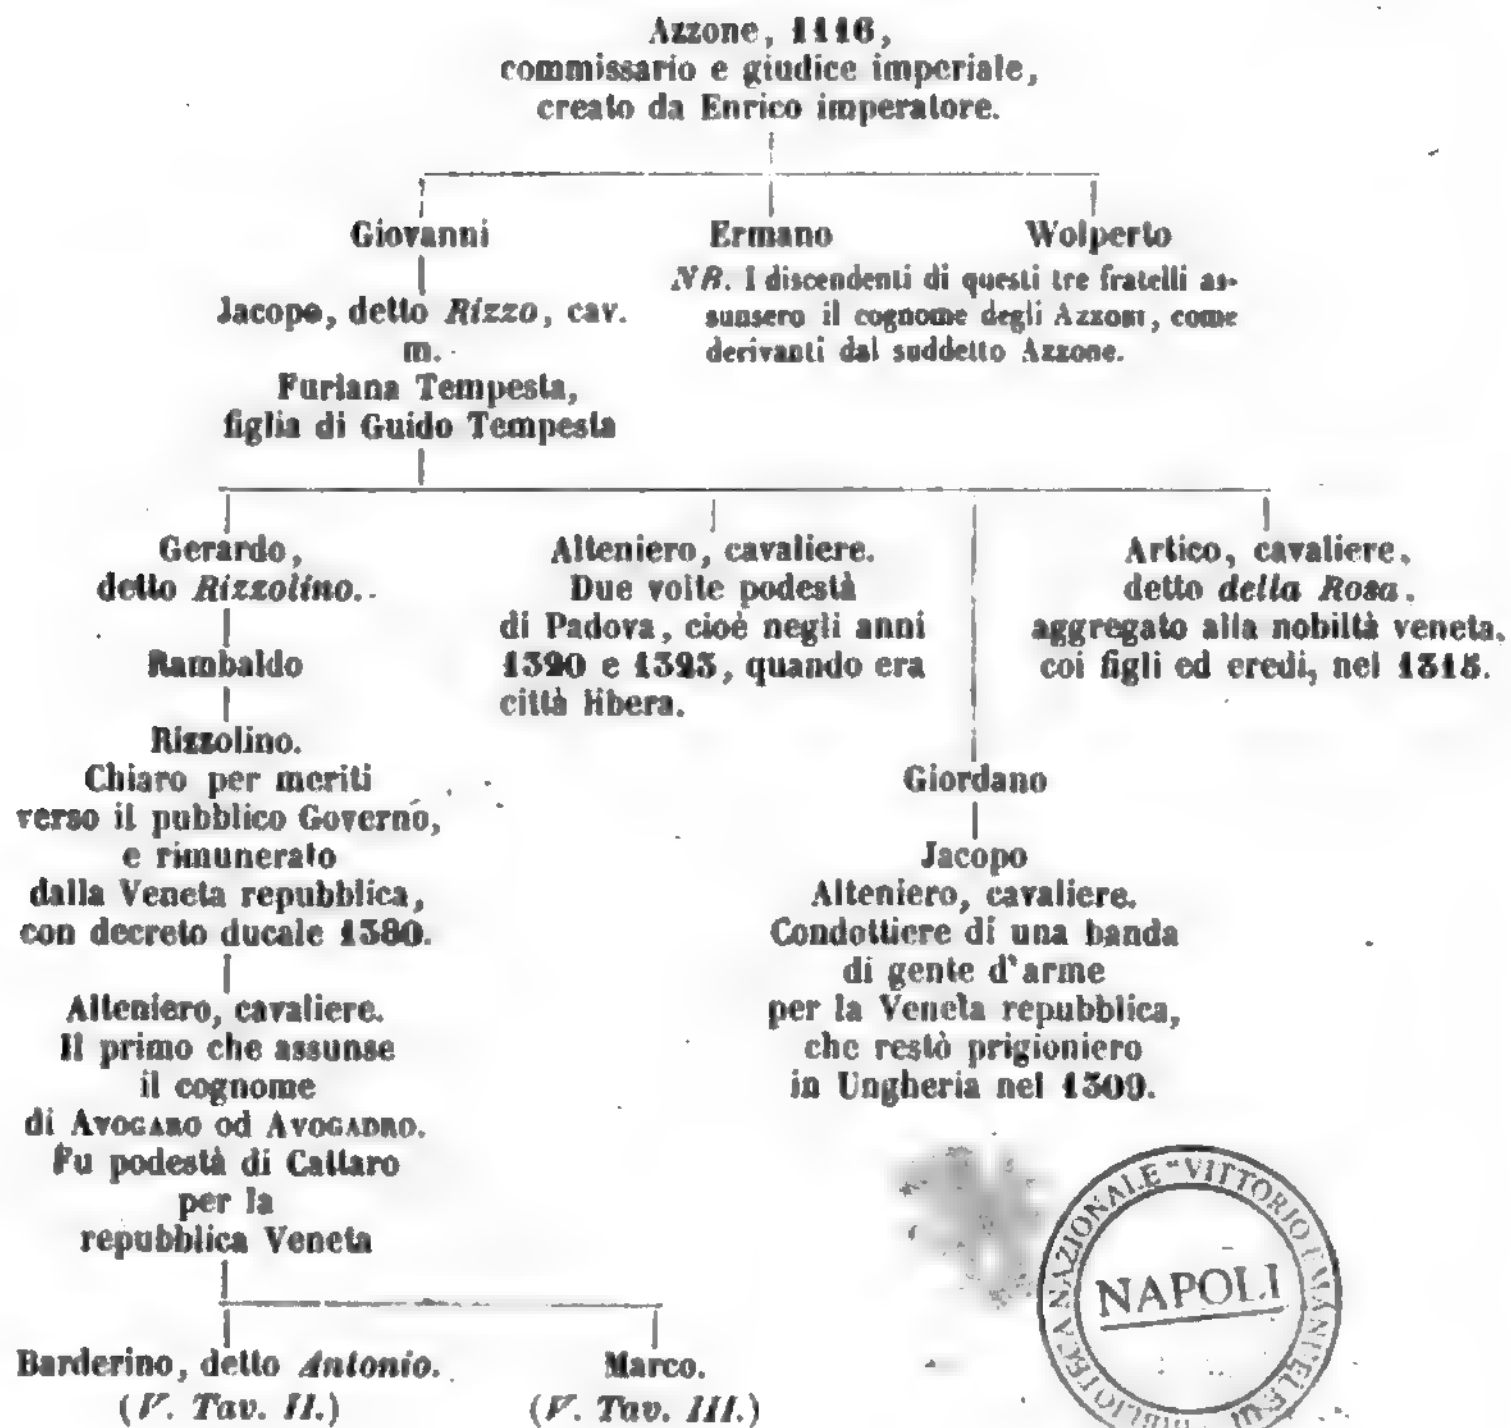 Azzone, 1116,
commissario e giudice imperiale,
creato da Enrico imperatore.
Giovanni
Ermano
Wolperto
NB. I discendenti di questi tre fratelli as-
sunsero il cognome degli Azzoni, come
derivanti dal suddetto Azzone.
Jacopo, detto Rizzo, cav.
m.
Furlana Tempesta,
figlia di Guido Tempesta
Gerardo,
detto Rizzolino.
Rambaldo
Rizzolino.
Chiaro per meriti
verso il pubblico Governo,
e rimunerato
dalla Veneta repubblica,
con decreto ducale 1380.
Alteniero, cavaliere.
Il primo che assunse
il cognome
di AVOGARO od AVOGADRO.
Fu podestà di Cattaro
per la
repubblica Veneta
Barderino, detto Antonio.
(V. Tav. II.)
Marco.
(V. Tav. III.)
Alteniero, cavaliere.
Due volte podestà
di Padova, cioè negli anni
1320 e 1323, quando era
città libera.
Giordano
Jacopo
Alteniero, cavaliere.
Condottiere di una banda
di gente d'arme
per la Veneta repubblica,
che restò prigioniero
in Ungheria nel 1309.
Artico, cavaliere,
detto della Rosa,
aggregato alla nobiltà veneta,
coi figli ed eredi, nel 1315.
BIBLIOTECA NAZIONALE "VITTORIO EMANUELE III"
NAPOLI